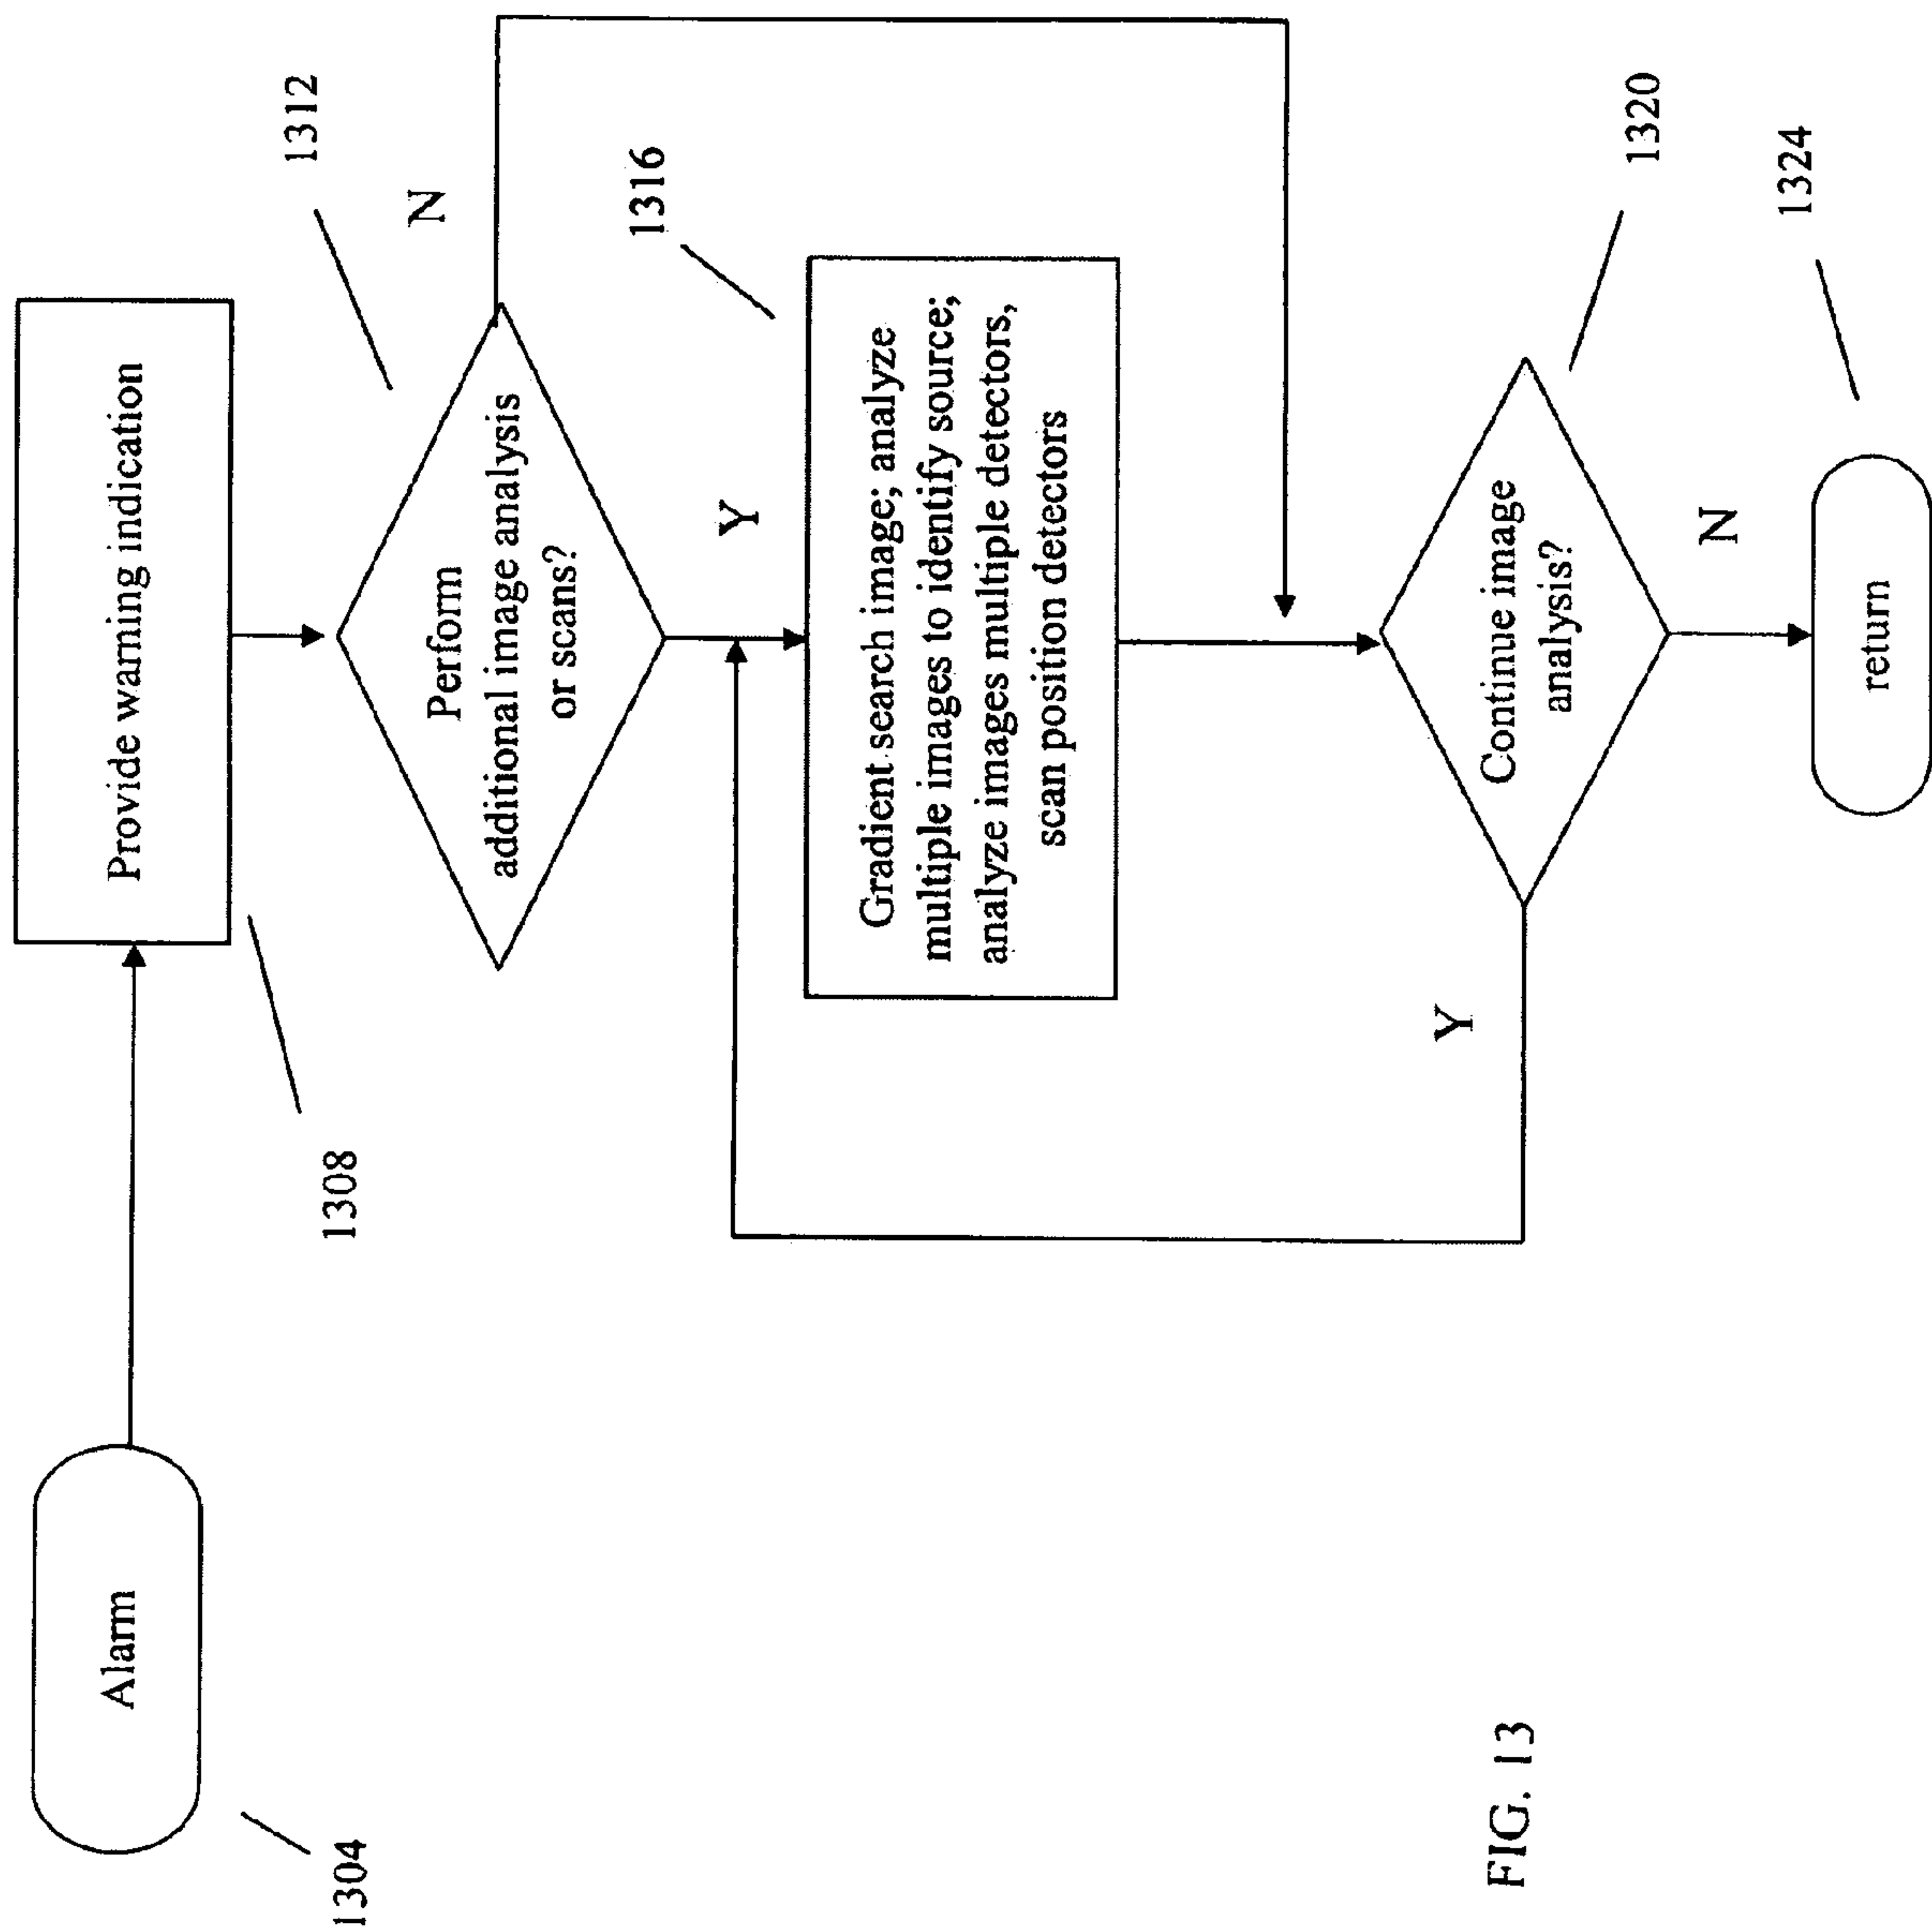 Alarm
1304
Provide warning indication
1308
Perform
additional image analysis
or scans?
1312
N
Y
1316
Gradient search image; analyze
multiple images to identify source;
analyze images multiple detectors,
scan position detectors
Continue image
analysis?
1320
Y
N
return
1324
FIG. 13